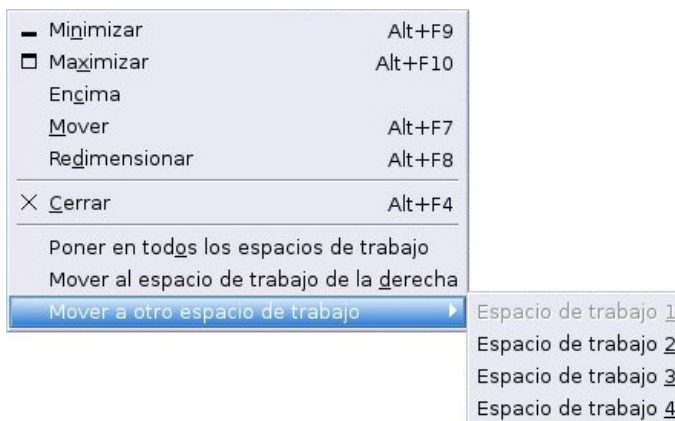 Minimizar Alt+F9
Maximizar Alt+F10
Encima
Mover Alt+F7
Redimensionar Alt+F8
Cerrar Alt+F4
Poner en todos los espacios de trabajo
Mover al espacio de trabajo de la derecha
Mover a otro espacio de trabajo
Espacio de trabajo 1
Espacio de trabajo 2
Espacio de trabajo 3
Espacio de trabajo 4